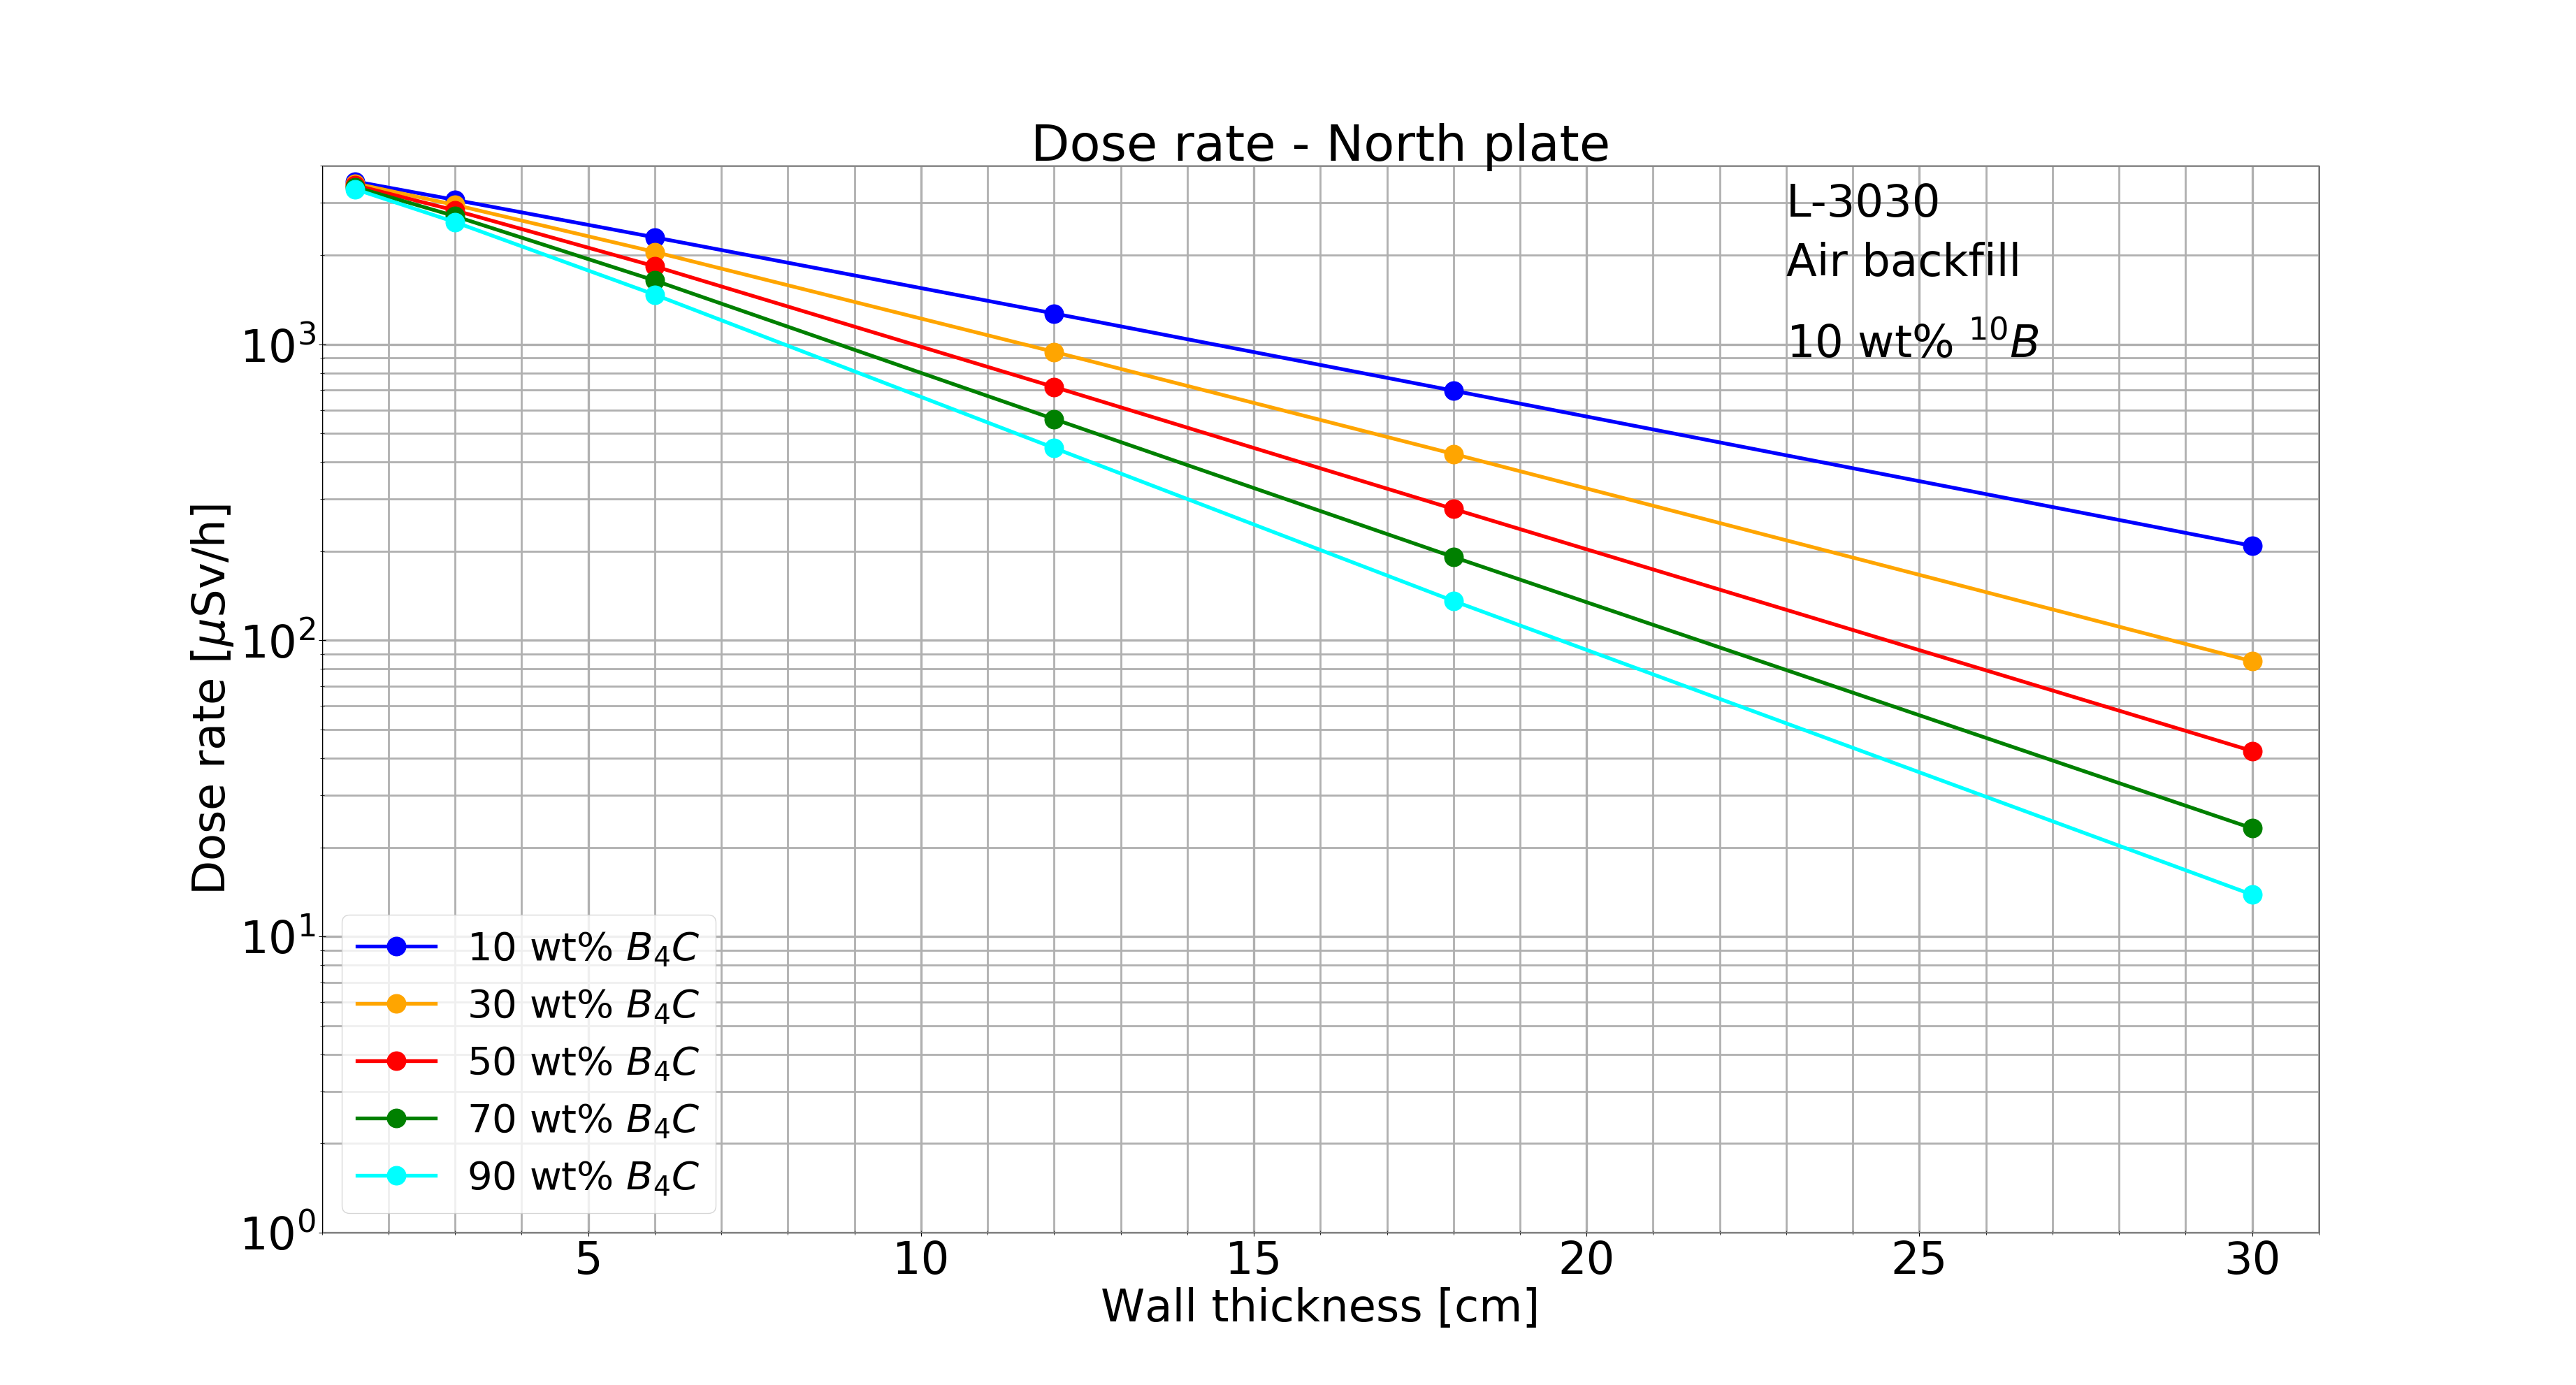 Dose rate - North plate
L-3030
Air backfill
10 wt% ¹⁰B
Dose rate [μSv/h]
10³
10²
10¹
10⁰
10 wt% B₄C
30 wt% B₄C
50 wt% B₄C
70 wt% B₄C
90 wt% B₄C
5 10 15 20 25 30
Wall thickness [cm]